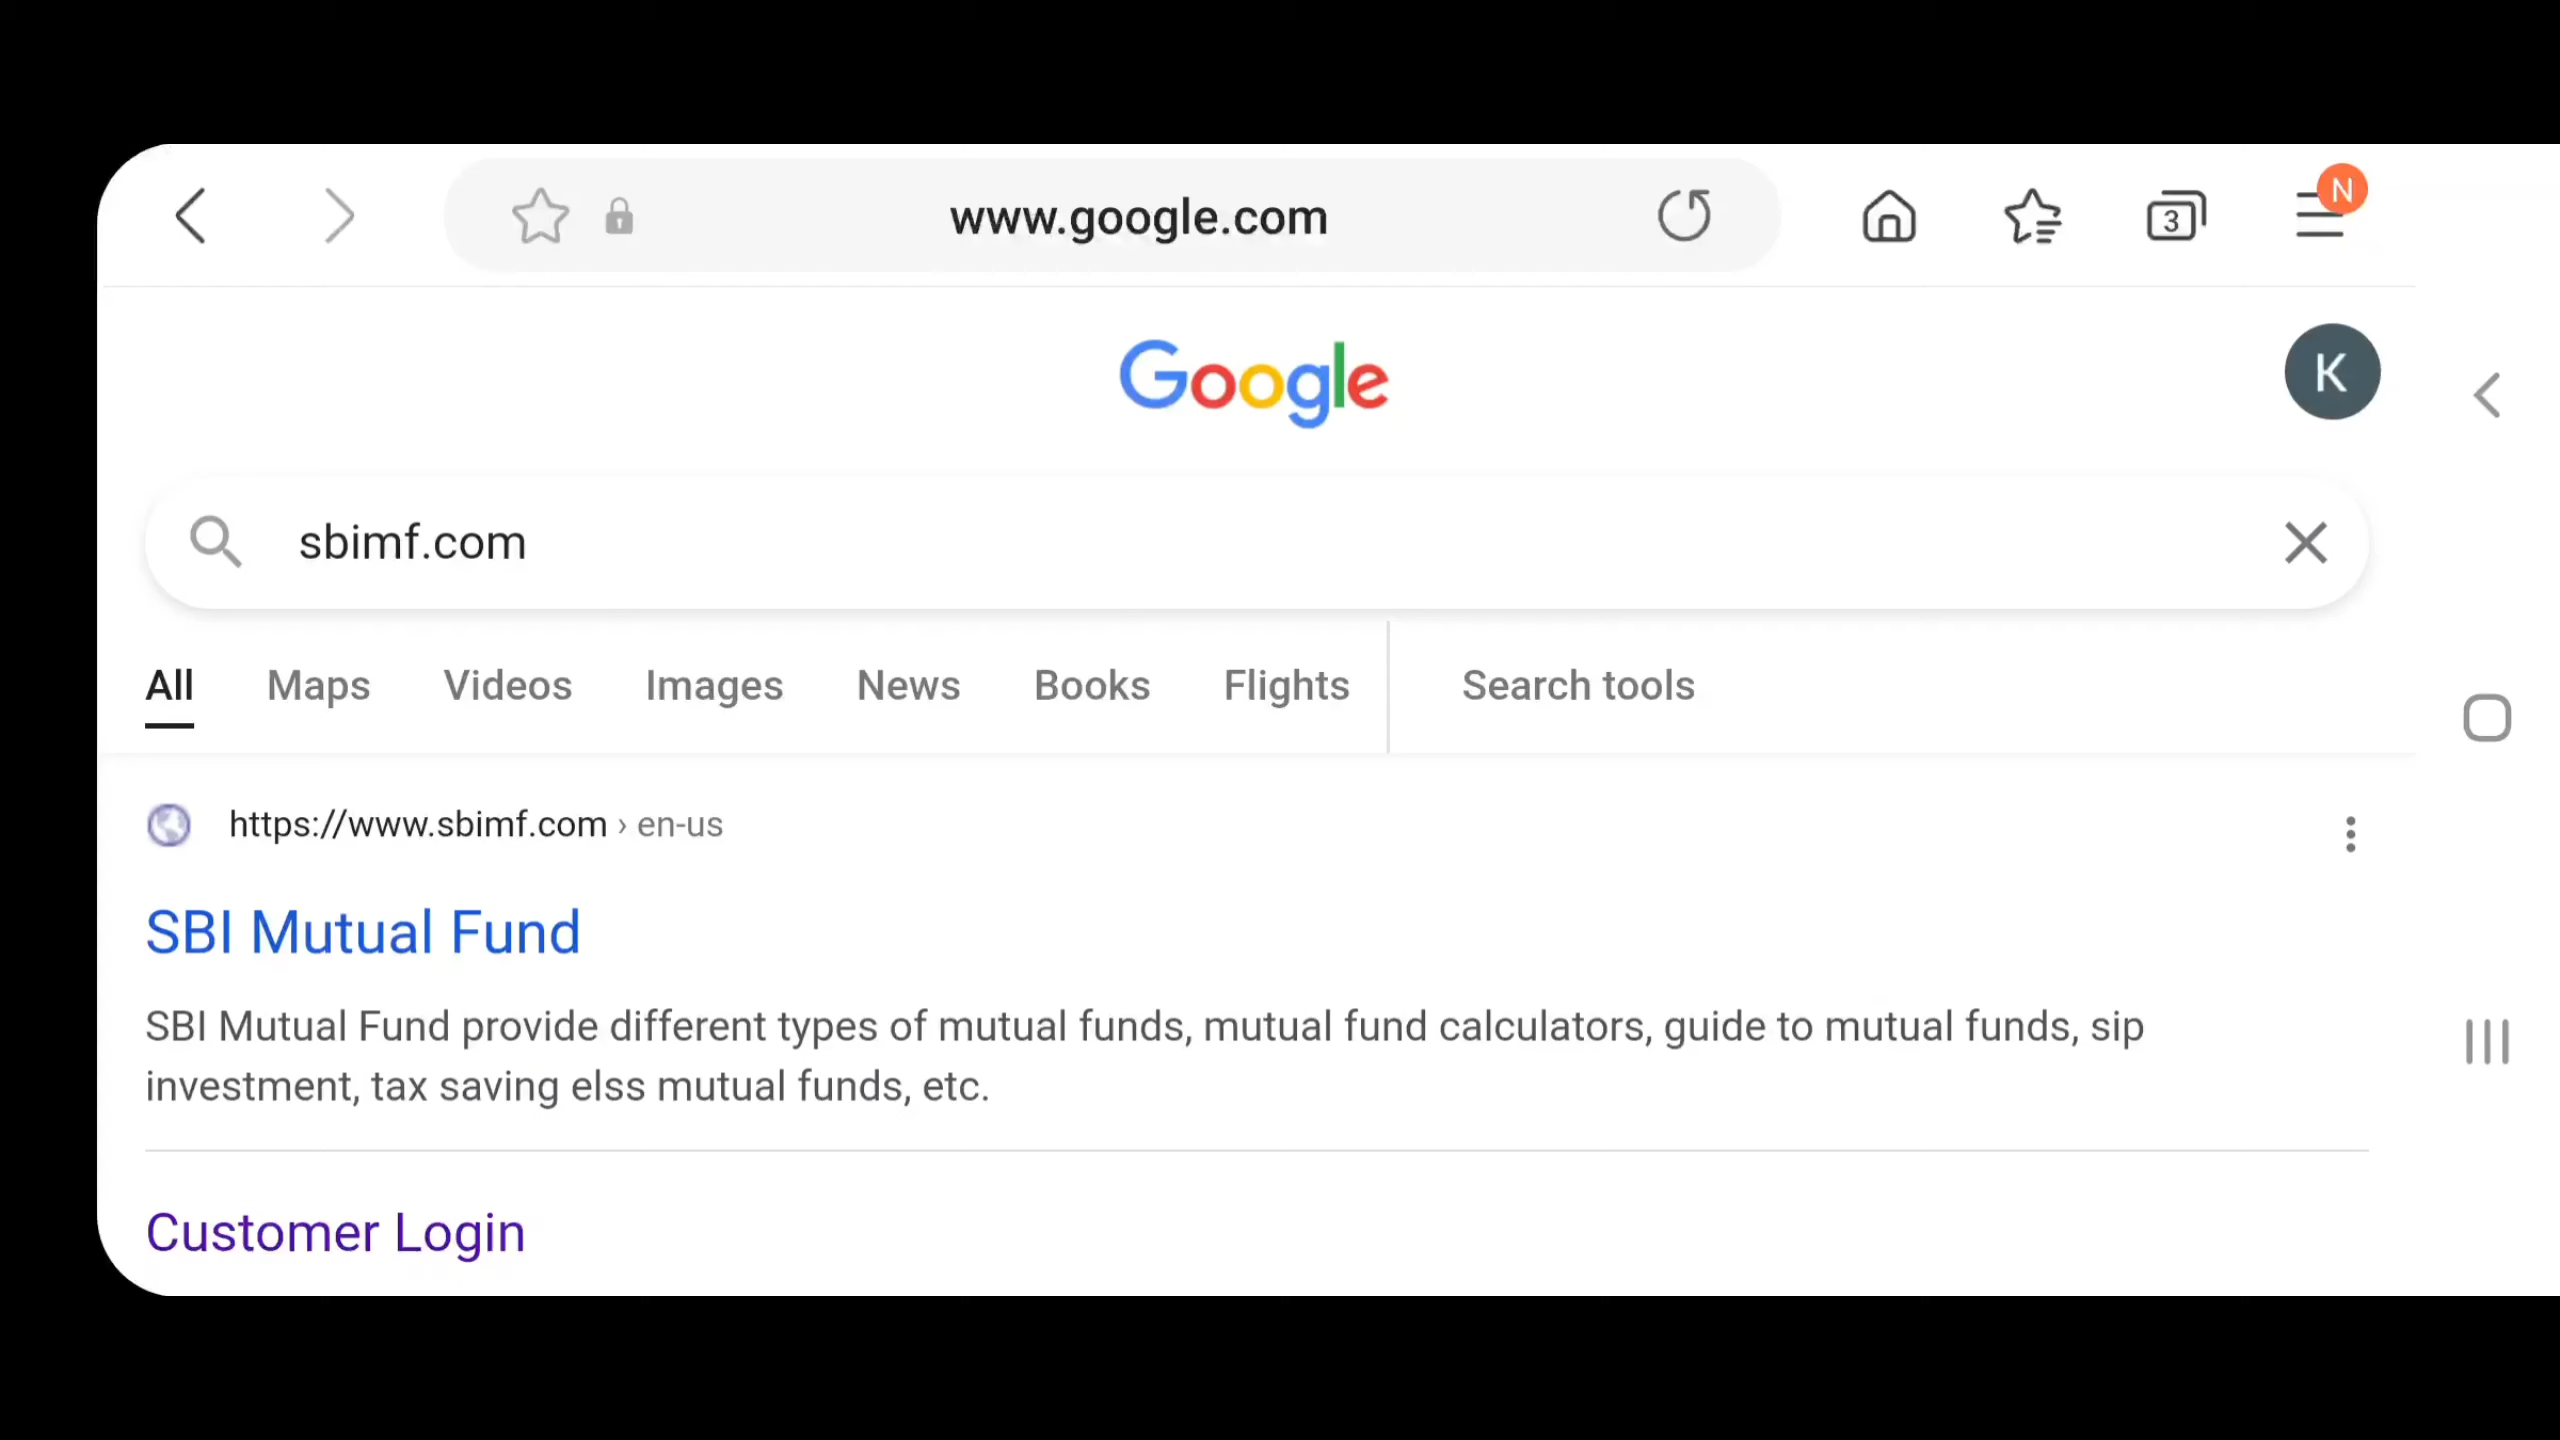 www.google.com
3
N
Google
K
sbimf.com
All Maps Videos Images News Books Flights Search tools
https://www.sbimf.com › en-us
SBI Mutual Fund
SBI Mutual Fund provide different types of mutual funds, mutual fund calculators, guide to mutual funds, sip
investment, tax saving elss mutual funds, etc.
Customer Login